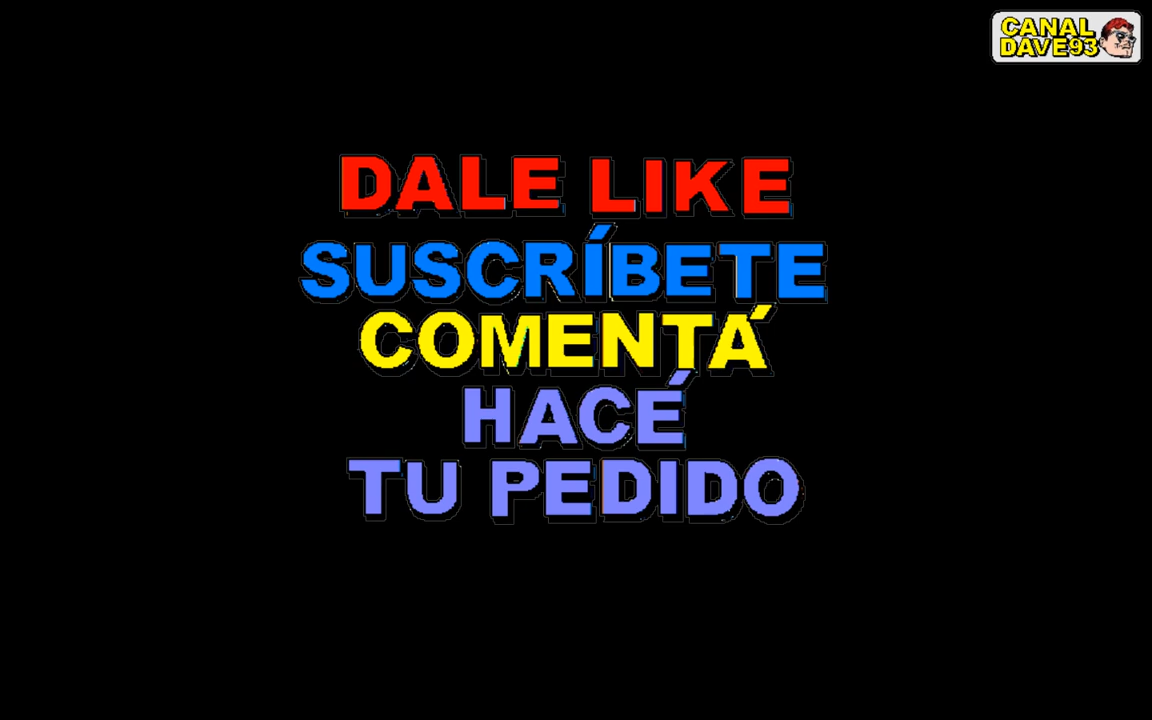 CANAL
DAVE93
DALE LIKE
SUSCRÍBETE
COMENTÁ
HACÉ
TU PEDIDO